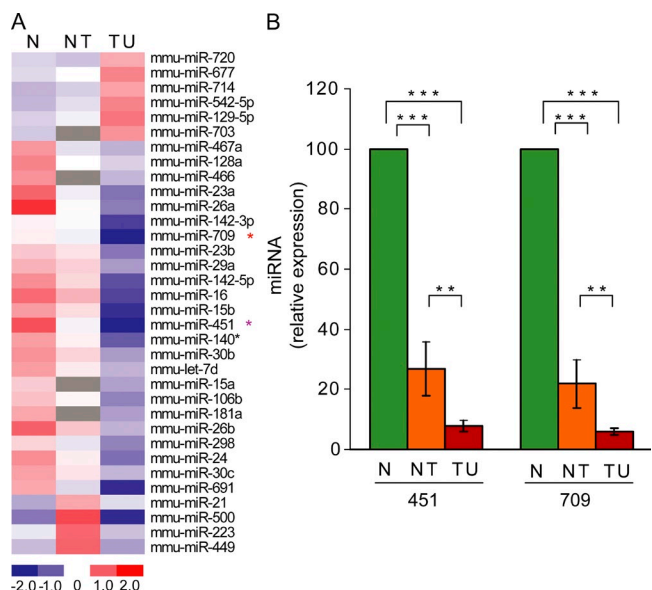 A
N NT TU
mmu-miR-720
mmu-miR-677
mmu-miR-714
mmu-miR-542-5p
mmu-miR-129-5p
mmu-miR-703
mmu-miR-467a
mmu-miR-128a
mmu-miR-466
mmu-miR-23a
mmu-miR-26a
mmu-miR-142-3p
mmu-miR-709 *
mmu-miR-23b
mmu-miR-29a
mmu-miR-142-5p
mmu-miR-16
mmu-miR-15b
mmu-miR-451 *
mmu-miR-140*
mmu-miR-30b
mmu-let-7d
mmu-miR-15a
mmu-miR-106b
mmu-miR-181a
mmu-miR-26b
mmu-miR-298
mmu-miR-24
mmu-miR-30c
mmu-miR-691
mmu-miR-21
mmu-miR-500
mmu-miR-223
mmu-miR-449
-2.0 -1.0 0 1.0 2.0
B
miRNA
(relative expression)
120
100
80
60
40
20
0
*** ***
*** ***
** **
N NT TU N NT TU
451 709